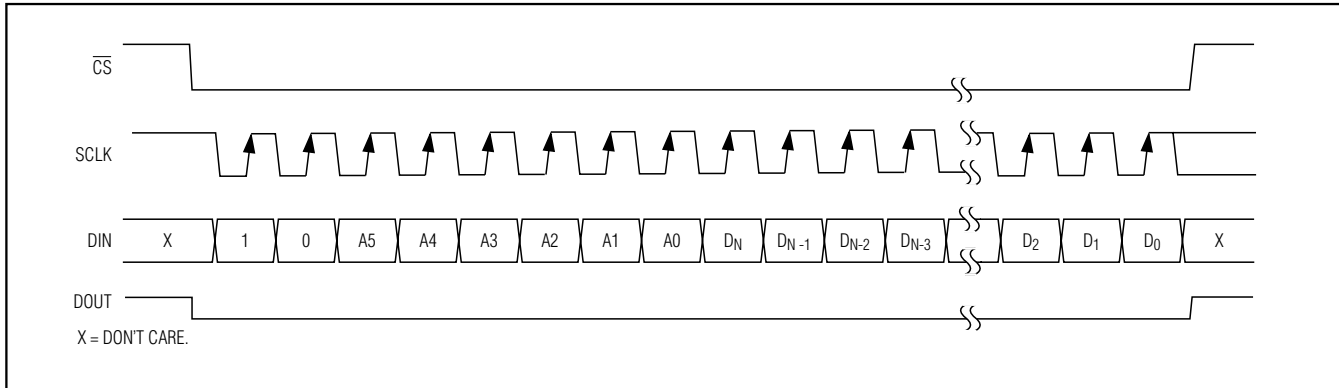 C̅S̅
SCLK
DIN X 1 0 A5 A4 A3 A2 A1 A0 DN DN-1 DN-2 DN-3 D2 D1 D0 X
DOUT
X = DON'T CARE.